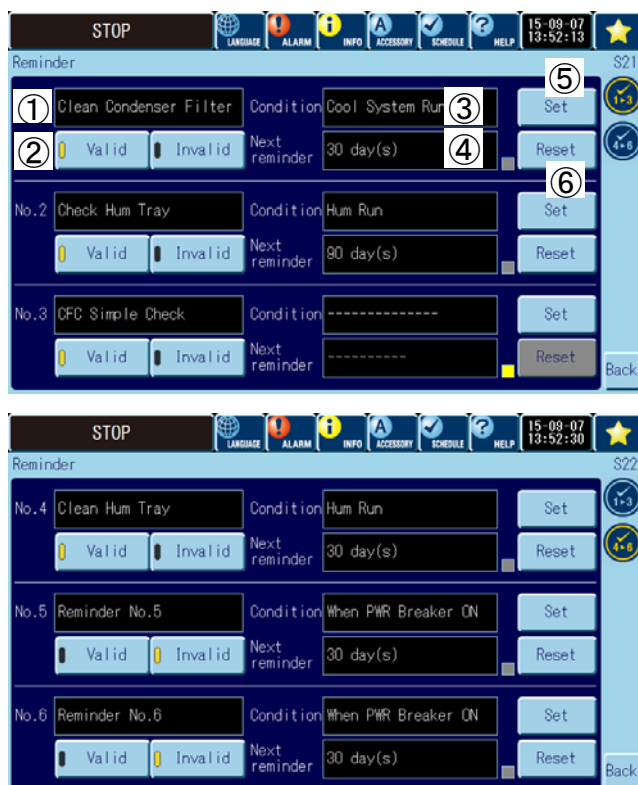 STOP LANGUAGE ALARM INFO ACCESSORY SCHEDULE HELP 15-09-07 13:52:13
Reminder S21
⑤
① Clean Condenser Filter Condition Cool System Run ③ Set 1▸3
② Valid Invalid Next reminder 30 day(s) ④ Reset 4▸6
⑥
No.2 Check Hum Tray Condition Hum Run Set
Valid Invalid Next reminder 90 day(s) Reset
No.3 CFC Simple Check Condition -------------- Set
Valid Invalid Next reminder ---------- Reset Back
STOP LANGUAGE ALARM INFO ACCESSORY SCHEDULE HELP 15-09-07 13:52:30
Reminder S22
No.4 Clean Hum Tray Condition Hum Run Set 1▸3
Valid Invalid Next reminder 30 day(s) Reset 4▸6
No.5 Reminder No.5 Condition When PWR Breaker ON Set
Valid Invalid Next reminder 30 day(s) Reset
No.6 Reminder No.6 Condition When PWR Breaker ON Set
Valid Invalid Next reminder 30 day(s) Reset Back